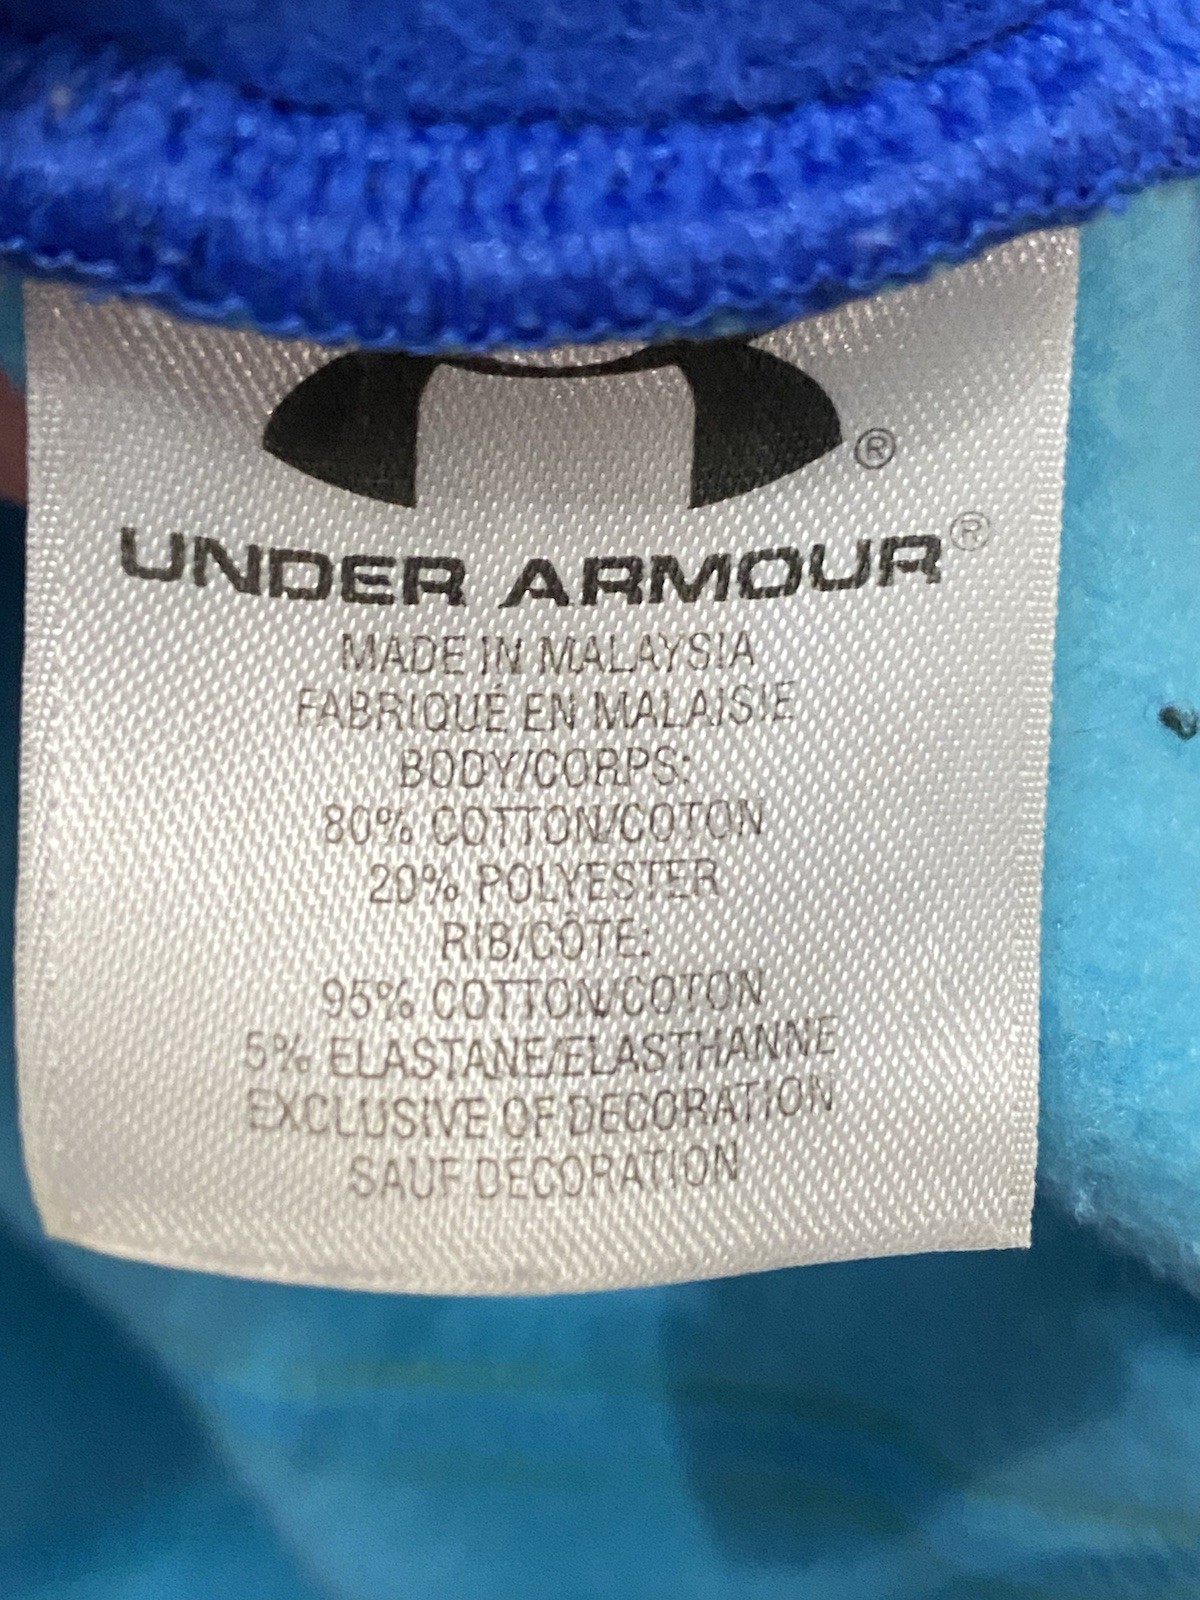 ®
UNDER ARMOUR®
MADE IN MALAYSIA
FABRIQUÉ EN MALAISIE
BODY/CORPS:
80% COTTON/COTON
20% POLYESTER
RIB/CÔTE:
95% COTTON/COTON
5% ELASTANE/ELASTHANNE
EXCLUSIVE OF DECORATION
SAUF DÉCORATION